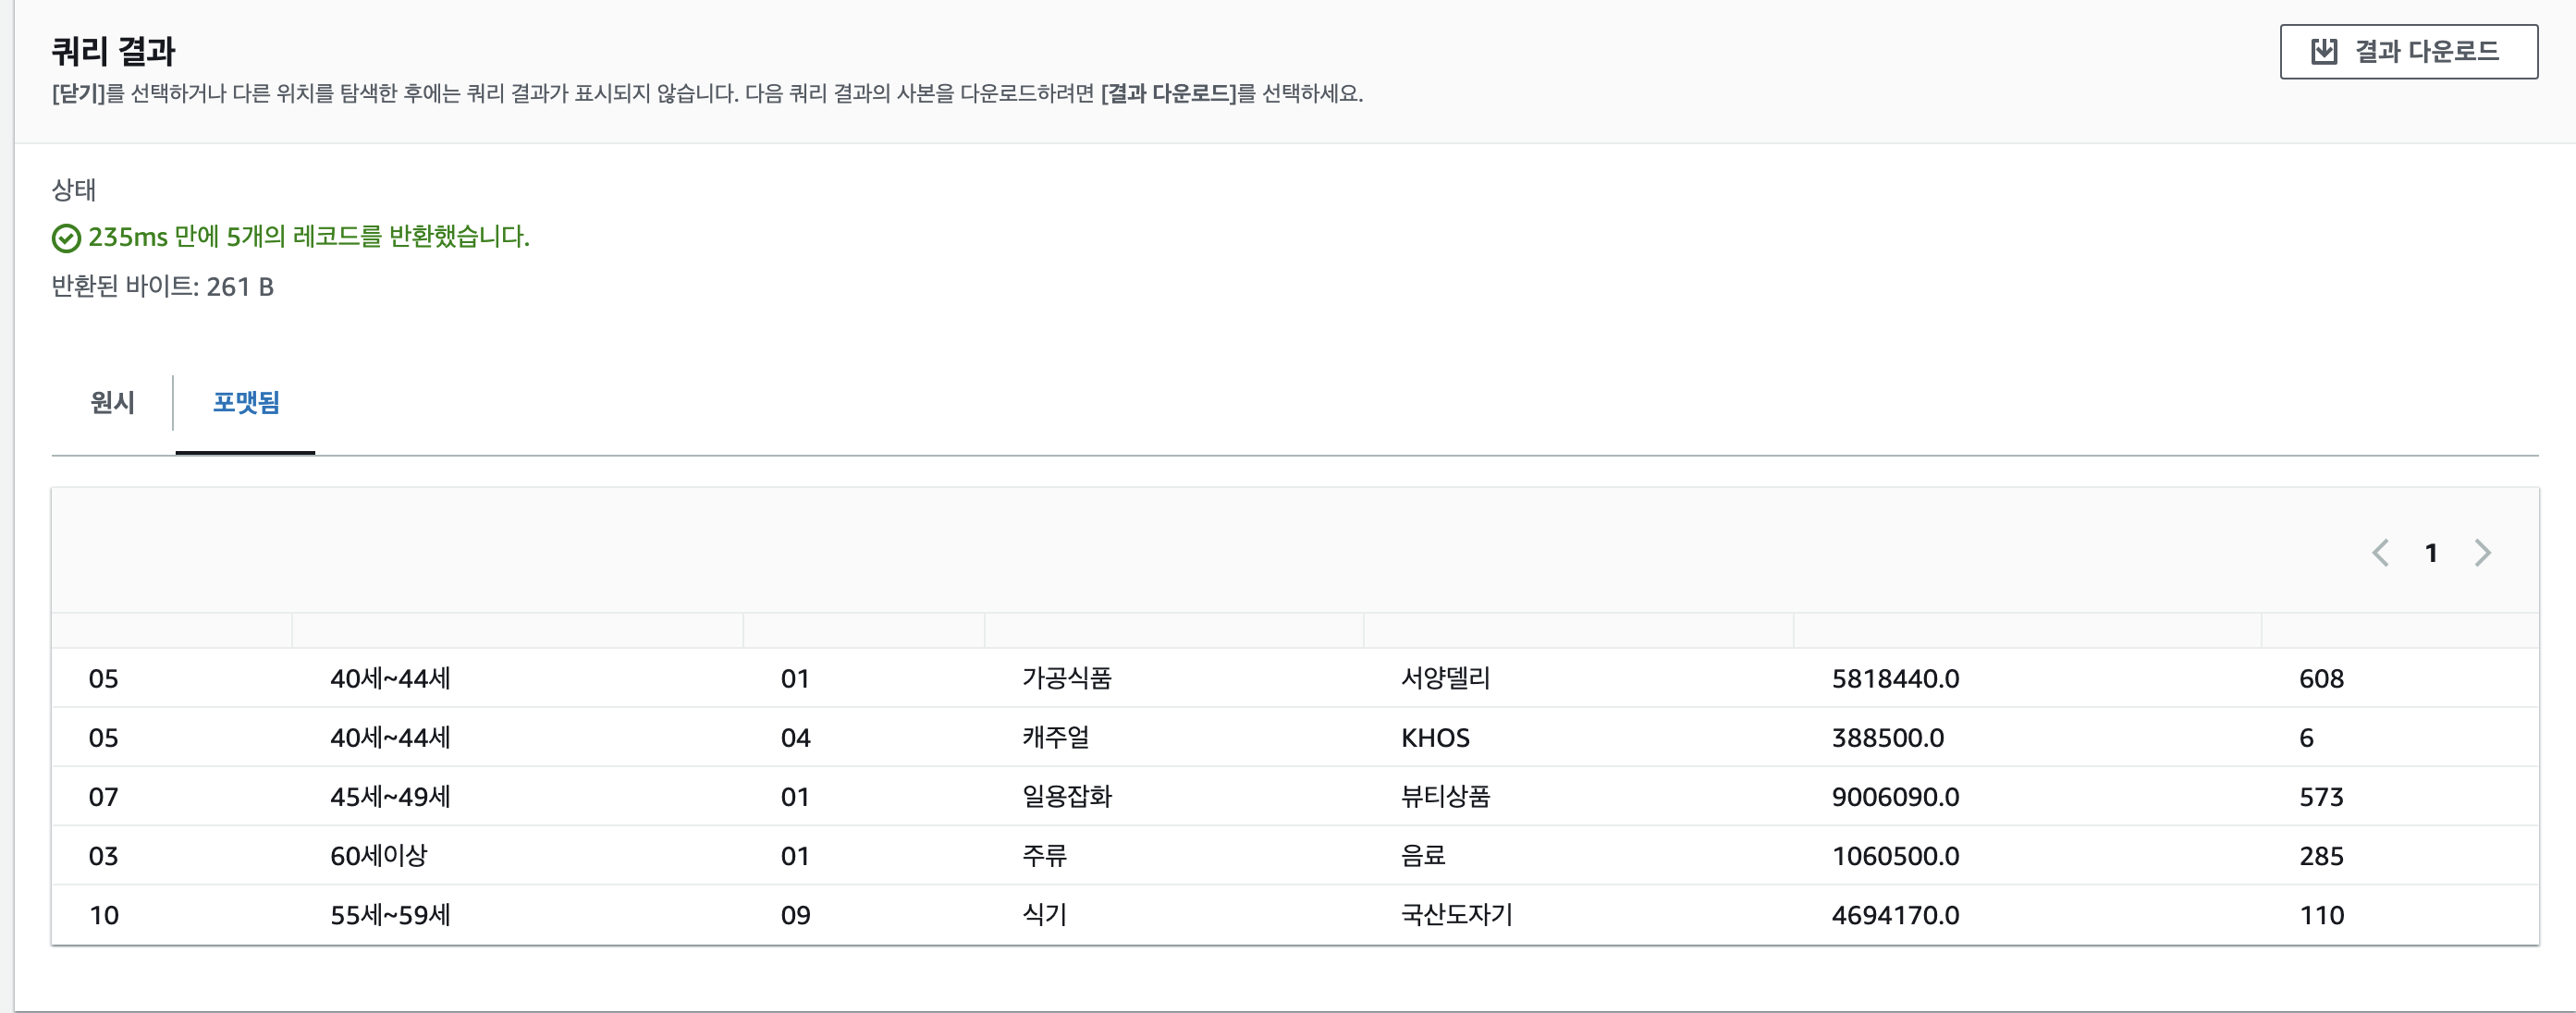 쿼리 결과
결과 다운로드
[닫기]를 선택하거나 다른 위치를 탐색한 후에는 쿼리 결과가 표시되지 않습니다. 다음 쿼리 결과의 사본을 다운로드하려면 [결과 다운로드]를 선택하세요.
상태
235ms 만에 5개의 레코드를 반환했습니다.
반환된 바이트: 261 B
원시 포맷됨
1
05 40세~44세 01 가공식품 서양델리 5818440.0 608
05 40세~44세 04 캐주얼 KHOS 388500.0 6
07 45세~49세 01 일용잡화 뷰티상품 9006090.0 573
03 60세이상 01 주류 음료 1060500.0 285
10 55세~59세 09 식기 국산도자기 4694170.0 110